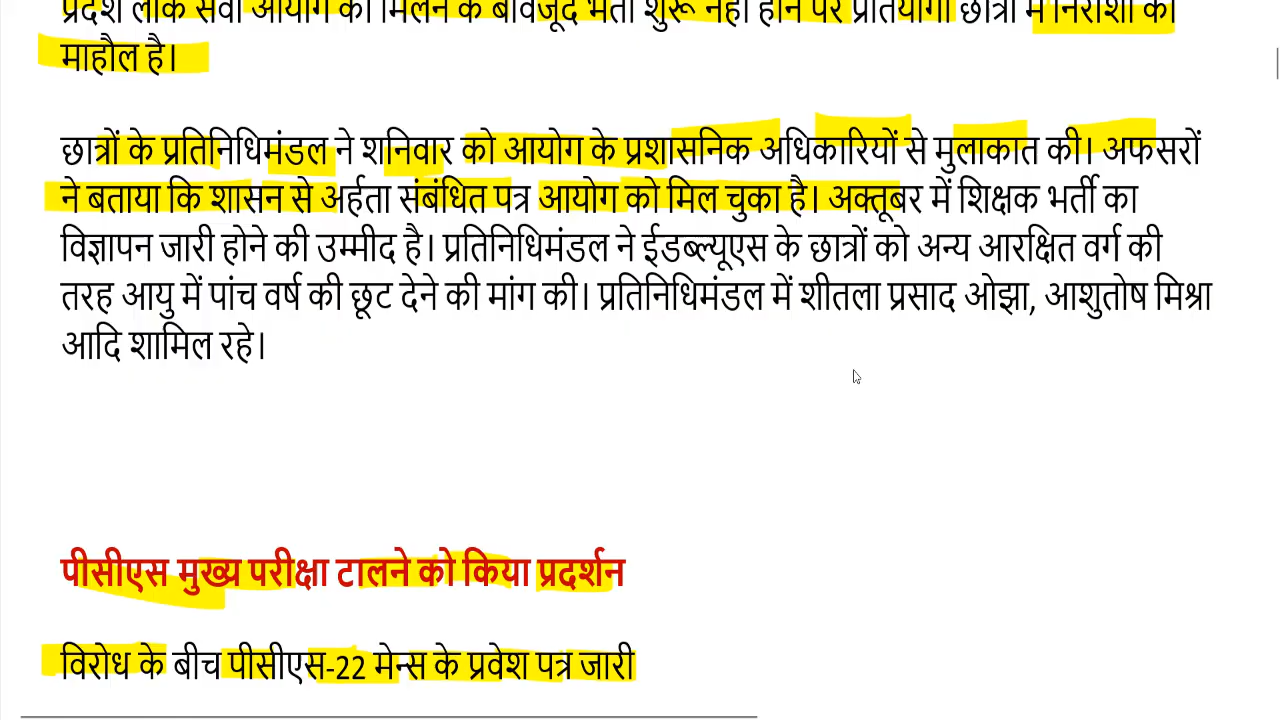 प्रदेश लोक सेवा आयोग को मिलने के बावजूद भर्ती शुरू नहीं होने पर प्रतियोगी छात्रों में निराशा का
माहौल है।
छात्रों के प्रतिनिधिमंडल ने शनिवार को आयोग के प्रशासनिक अधिकारियों से मुलाकात की। अफसरों
ने बताया कि शासन से अर्हता संबंधित पत्र आयोग को मिल चुका है। अक्तूबर में शिक्षक भर्ती का
विज्ञापन जारी होने की उम्मीद है। प्रतिनिधिमंडल ने ईडब्ल्यूएस के छात्रों को अन्य आरक्षित वर्ग की
तरह आयु में पांच वर्ष की छूट देने की मांग की। प्रतिनिधिमंडल में शीतला प्रसाद ओझा, आशुतोष मिश्रा
आदि शामिल रहे।
पीसीएस मुख्य परीक्षा टालने को किया प्रदर्शन
विरोध के बीच पीसीएस-22 मेन्स के प्रवेश पत्र जारी